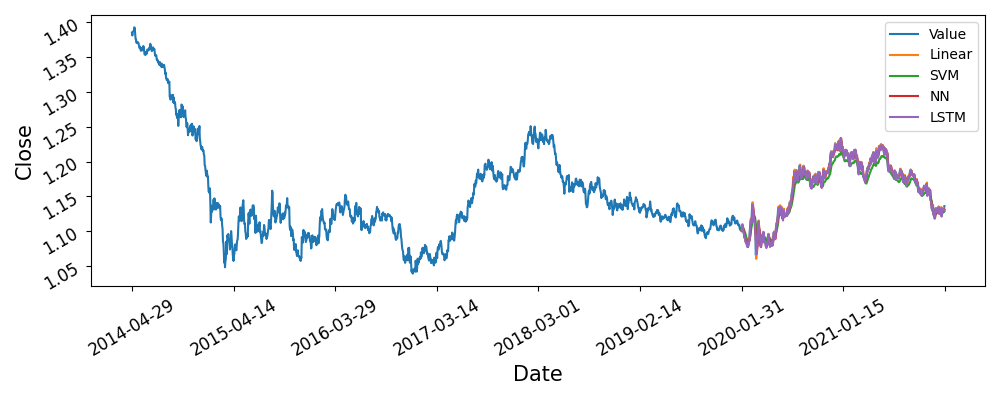 Close
1.40
1.35
1.30
1.25
1.20
1.15
1.10
1.05
Value
Linear
SVM
NN
LSTM
2014-04-29
2015-04-14
2016-03-29
2017-03-14
2018-03-01
2019-02-14
2020-01-31
2021-01-15
Date